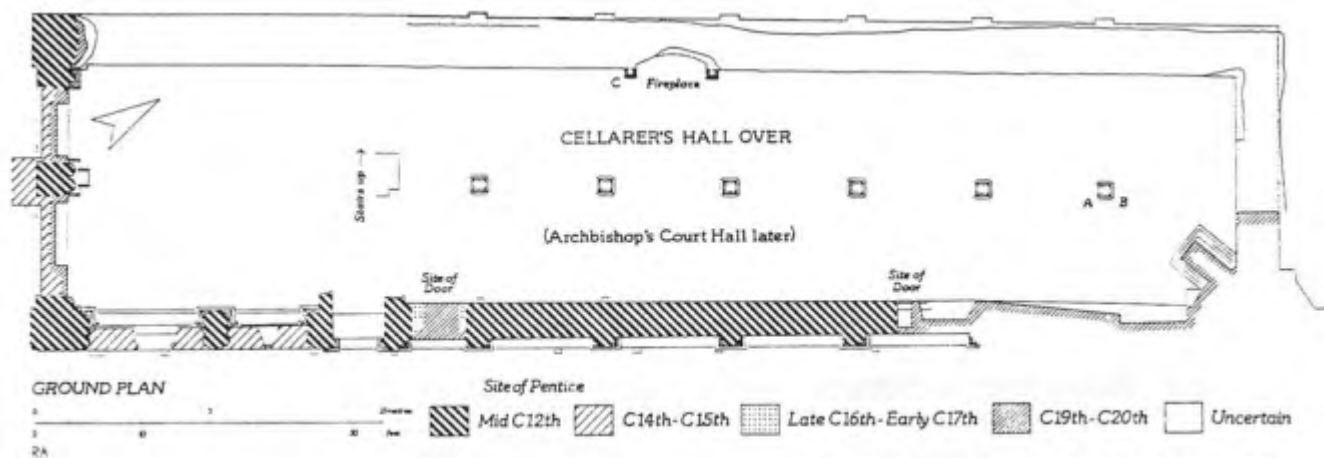 C Fireplace
CELLARER'S HALL OVER
Stairs up →
A B
(Archbishop's Court Hall later)
Site of
Door
Site of
Door
GROUND PLAN
Site of Pentice
Mid C12th
C14th-C15th
Late C16th-Early C17th
C19th-C20th
Uncertain
2A